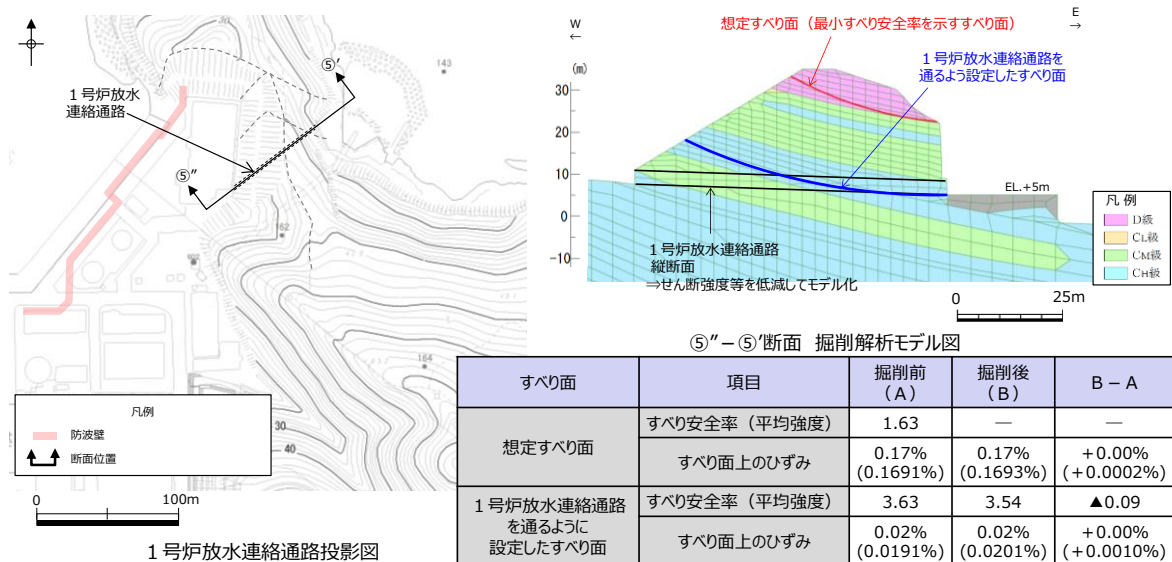 1号炉放水
連絡通路
⑤′
⑤″
143
162
164
30
40
凡例
防波壁
断面位置
0
100m
1号炉放水連絡通路投影図
W
←
E
→
想定すべり面（最小すべり安全率を示すすべり面）
1号炉放水連絡通路を
通るよう設定したすべり面
(m)
30
20
10
0
-10
EL.+5m
1号炉放水連絡通路
縦断面
⇒せん断強度等を低減してモデル化
凡 例
D級
CL級
CM級
CH級
0
25m
⑤″－⑤′断面 掘削解析モデル図
すべり面 項目 掘削前 掘削後 B－A
（A） （B）
想定すべり面 すべり安全率（平均強度） 1.63 ― ―
すべり面上のひずみ 0.17% 0.17% +0.00%
(0.1691%) (0.1693%) (+0.0002%)
1号炉放水連絡通路 すべり安全率（平均強度） 3.63 3.54 ▲0.09
を通るように
設定したすべり面 すべり面上のひずみ 0.02% 0.02% +0.00%
(0.0191%) (0.0201%) (+0.0010%)